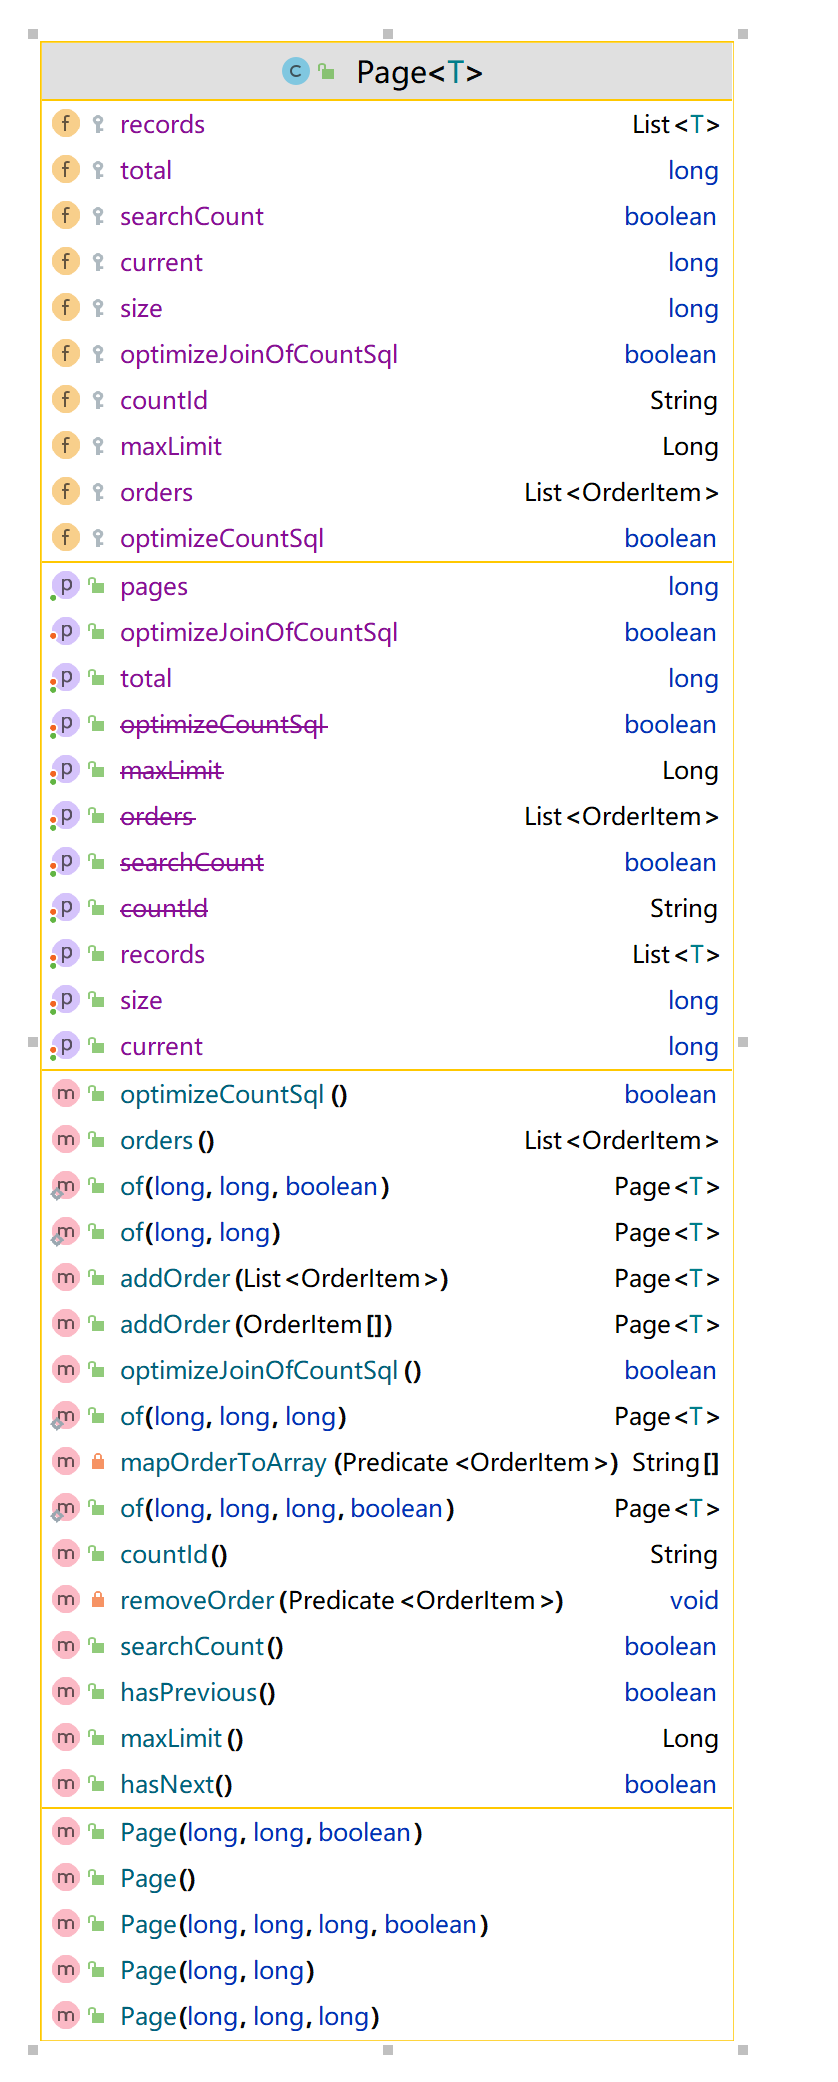 Page<T>
records List<T>
total long
searchCount boolean
current long
size long
optimizeJoinOfCountSql boolean
countId String
maxLimit Long
orders List<OrderItem>
optimizeCountSql boolean
pages long
optimizeJoinOfCountSql boolean
total long
optimizeCountSql boolean
maxLimit Long
orders List<OrderItem>
searchCount boolean
countId String
records List<T>
size long
current long
optimizeCountSql() boolean
orders() List<OrderItem>
of(long, long, boolean) Page<T>
of(long, long) Page<T>
addOrder(List<OrderItem>) Page<T>
addOrder(OrderItem[]) Page<T>
optimizeJoinOfCountSql() boolean
of(long, long, long) Page<T>
mapOrderToArray(Predicate<OrderItem>) String[]
of(long, long, long, boolean) Page<T>
countId() String
removeOrder(Predicate<OrderItem>) void
searchCount() boolean
hasPrevious() boolean
maxLimit() Long
hasNext() boolean
Page(long, long, boolean)
Page()
Page(long, long, long, boolean)
Page(long, long)
Page(long, long, long)